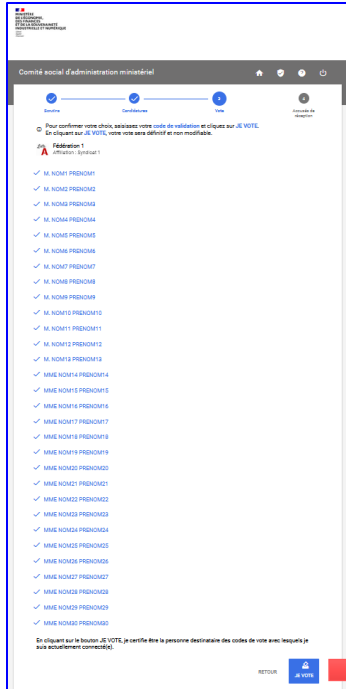 MINISTÈRE
DE L'ÉCONOMIE,
DES FINANCES
ET DE LA SOUVERAINETÉ
INDUSTRIELLE ET NUMÉRIQUE
Comité social d'administration ministériel
3
4
Scrutins
Candidatures
Vote
Accusés de
réception
Pour confirmer votre choix, saisissez votre code de validation et cliquez sur JE VOTE.
En cliquant sur JE VOTE, votre vote sera définitif et non modifiable.
Fédération 1
Affiliation : Syndicat 1
M. NOM1 PRENOM1
M. NOM2 PRENOM2
M. NOM3 PRENOM3
M. NOM4 PRENOM4
M. NOM5 PRENOM5
M. NOM6 PRENOM6
M. NOM7 PRENOM7
M. NOM8 PRENOM8
M. NOM9 PRENOM9
M. NOM10 PRENOM10
M. NOM11 PRENOM11
M. NOM12 PRENOM12
M. NOM13 PRENOM13
MME NOM14 PRENOM14
MME NOM15 PRENOM15
MME NOM16 PRENOM16
MME NOM17 PRENOM17
MME NOM18 PRENOM18
MME NOM19 PRENOM19
MME NOM20 PRENOM20
MME NOM21 PRENOM21
MME NOM22 PRENOM22
MME NOM23 PRENOM23
MME NOM24 PRENOM24
MME NOM25 PRENOM25
MME NOM26 PRENOM26
MME NOM27 PRENOM27
MME NOM28 PRENOM28
MME NOM29 PRENOM29
MME NOM30 PRENOM30
En cliquant sur le bouton JE VOTE, je certifie être la personne destinataire des codes de vote avec lesquels je
suis actuellement connecté(e).
RETOUR
JE VOTE